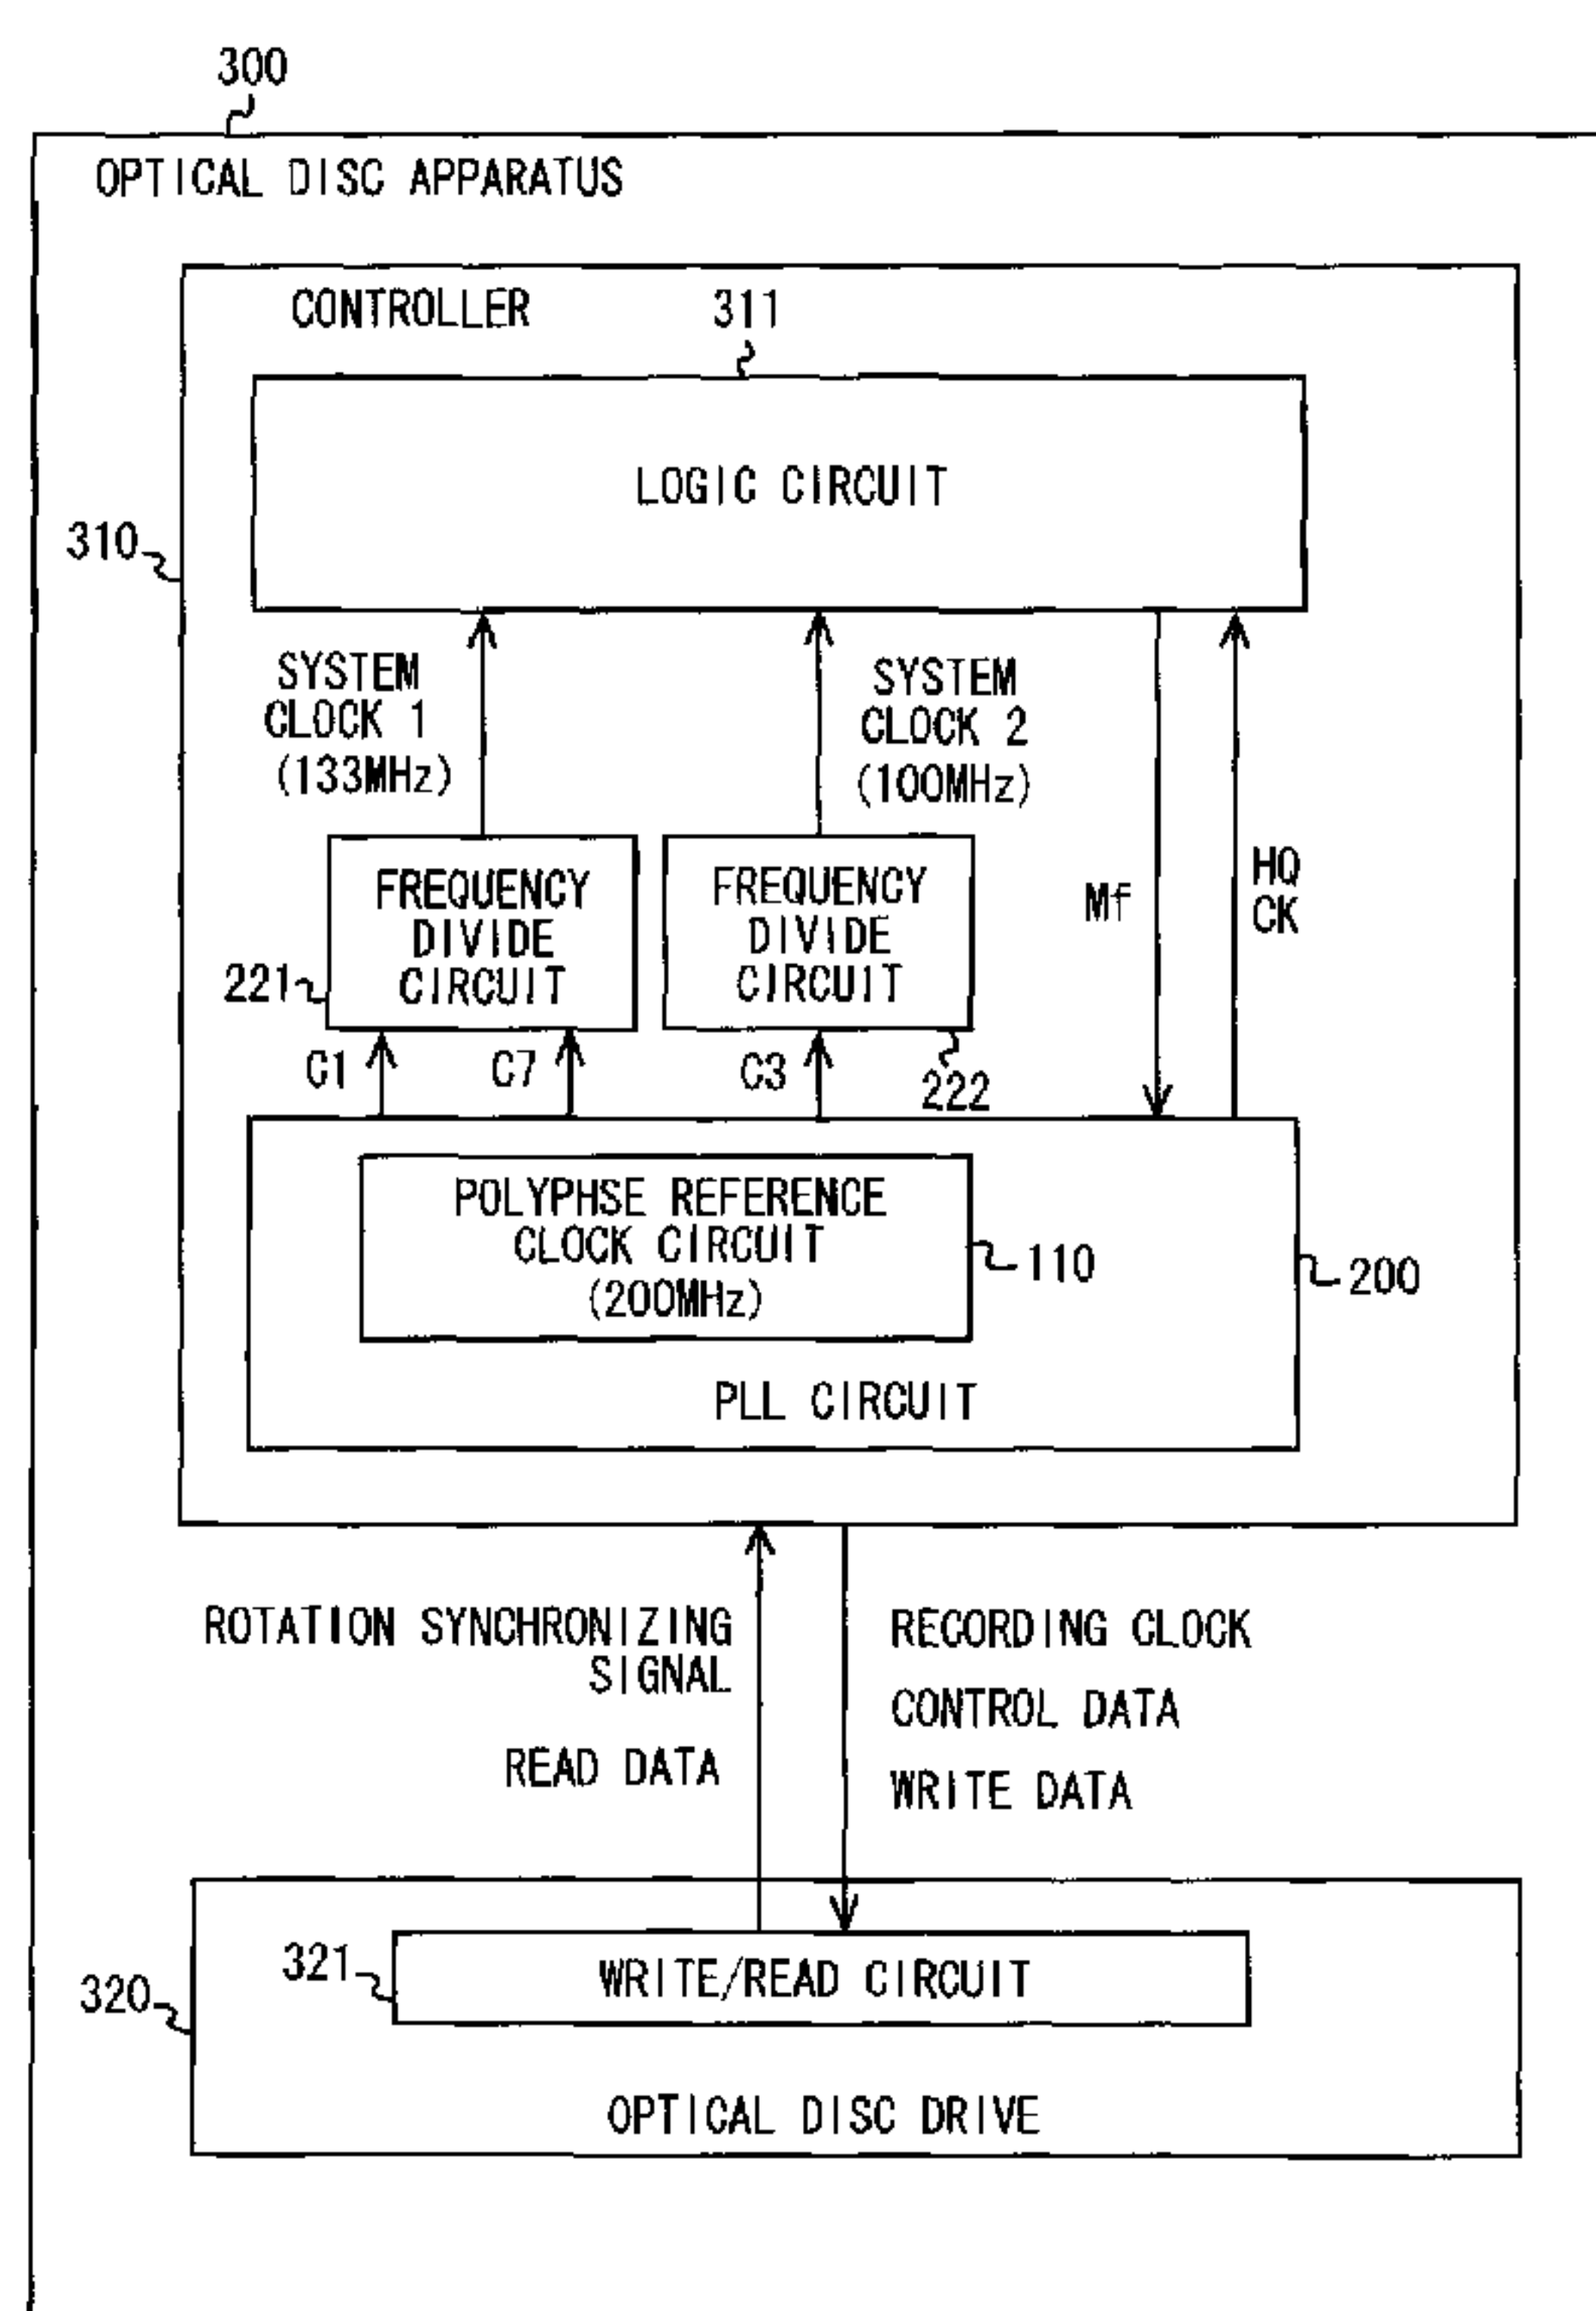 300
OPTICAL DISC APPARATUS
CONTROLLER
311
LOGIC CIRCUIT
310
SYSTEM
CLOCK 1
(133MHz)
SYSTEM
CLOCK 2
(100MHz)
Mf
HQ
CK
FREQUENCY
DIVIDE
CIRCUIT
221
FREQUENCY
DIVIDE
CIRCUIT
222
C1
C7
C3
POLYPHSE REFERENCE
CLOCK CIRCUIT
(200MHz)
110
200
PLL CIRCUIT
ROTATION SYNCHRONIZING
SIGNAL
READ DATA
RECORDING CLOCK
CONTROL DATA
WRITE DATA
321
WRITE/READ CIRCUIT
320
OPTICAL DISC DRIVE